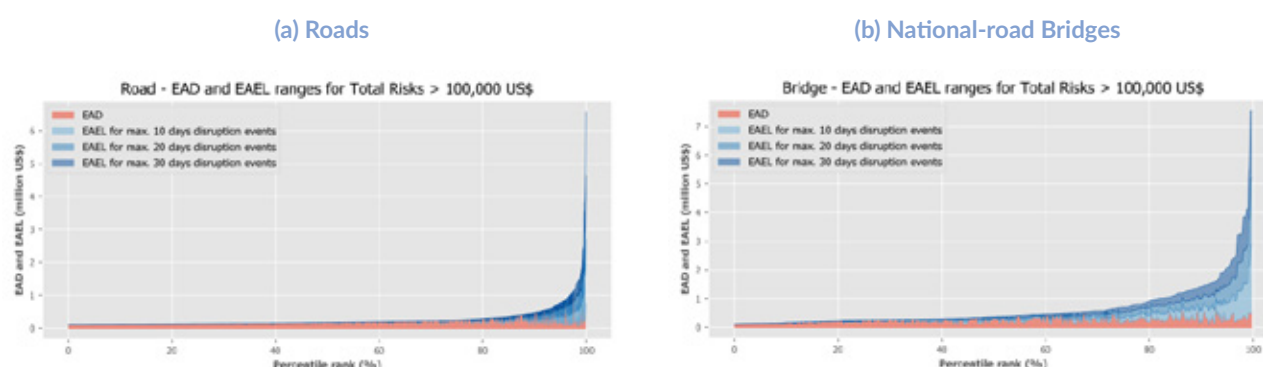 (a) Roads
Road - EAD and EAEL ranges for Total Risks > 100,000 US$
EAD
EAEL for max. 10 days disruption events
EAEL for max. 20 days disruption events
EAEL for max. 30 days disruption events
EAD and EAEL (million US$)
6
5
4
3
2
1
0
0 20 40 60 80 100
Percentile rank (%)
(b) National-road Bridges
Bridge - EAD and EAEL ranges for Total Risks > 100,000 US$
EAD
EAEL for max. 10 days disruption events
EAEL for max. 20 days disruption events
EAEL for max. 30 days disruption events
EAD and EAEL (million US$)
7
6
5
4
3
2
1
0
0 20 40 60 80 100
Percentile rank (%)